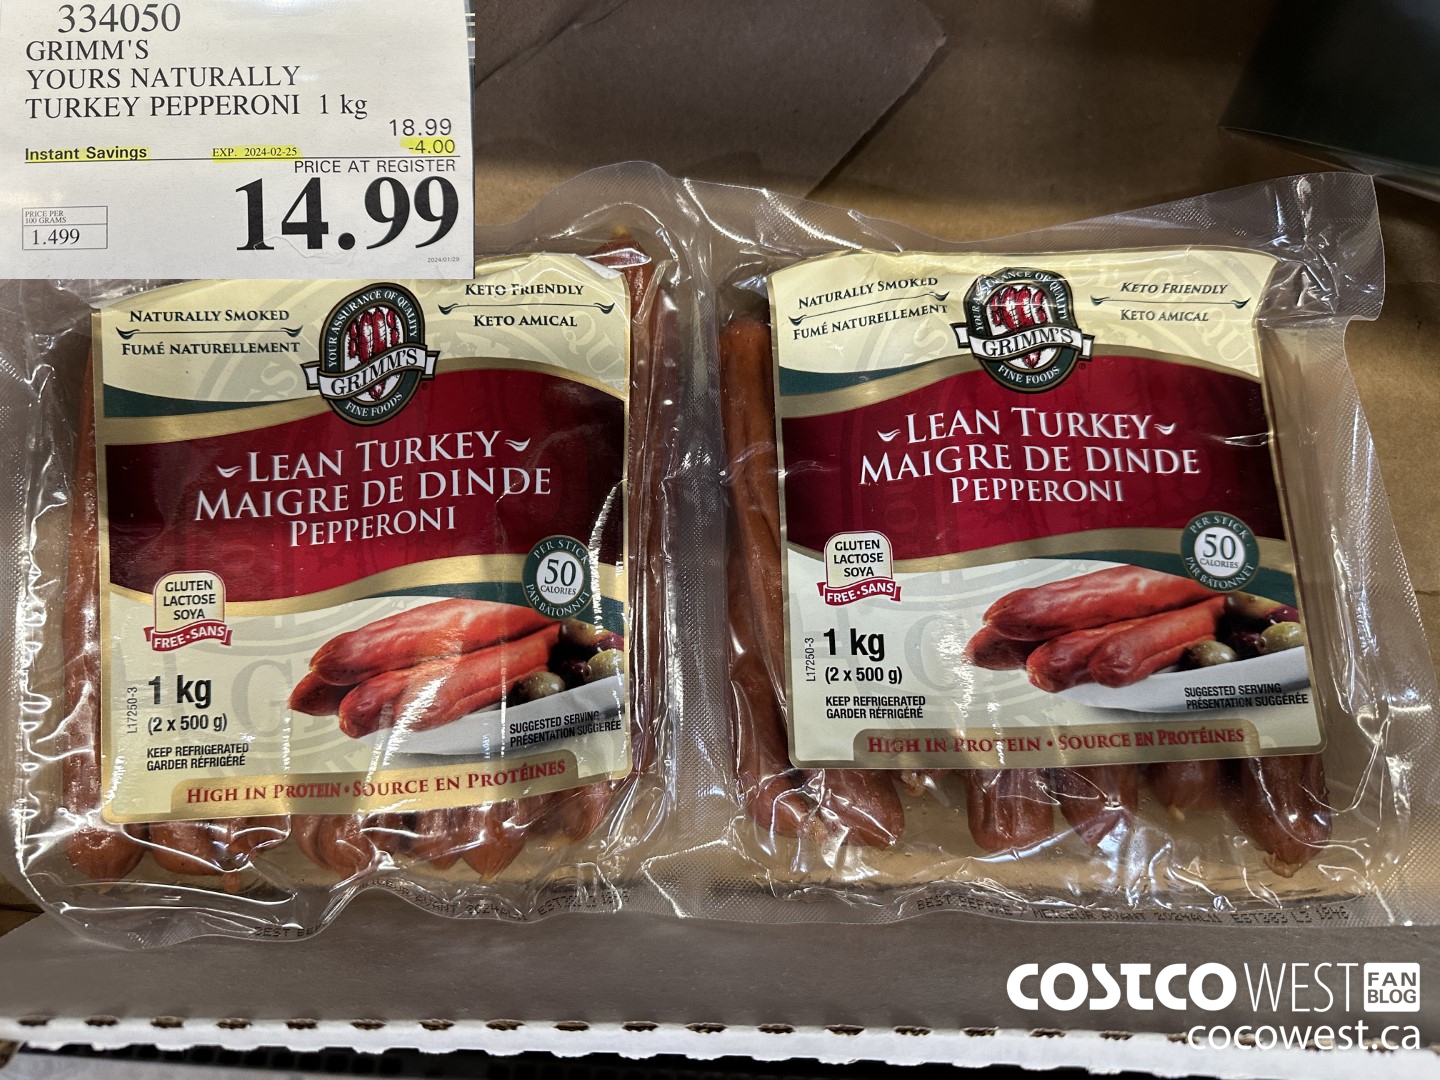 334050
GRIMM'S
YOURS NATURALLY
TURKEY PEPPERONI 1 kg
18.99
Instant Savings EXP. 2024-02-25 -4.00
PRICE AT REGISTER
14.99
PRICE PER
100 GRAMS
1.499
2024/01/29
NATURALLY SMOKED
FUMÉ NATURELLEMENT
YOUR ASSURANCE OF QUALITY
GRIMM'S
FINE FOODS
KETO FRIENDLY
KETO AMICAL
LEAN TURKEY
MAIGRE DE DINDE
PEPPERONI
PER STICK
50
CALORIES
PAR BÂTONNET
GLUTEN
LACTOSE
SOYA
FREE•SANS
L17250-3
1 kg
(2 x 500 g)
KEEP REFRIGERATED
GARDER RÉFRIGÉRÉ
SUGGESTED SERVING
PRÉSENTATION SUGGÉRÉE
HIGH IN PROTEIN • SOURCE EN PROTÉINES
NATURALLY SMOKED
FUMÉ NATURELLEMENT
YOUR ASSURANCE OF QUALITY
GRIMM'S
FINE FOODS
KETO FRIENDLY
KETO AMICAL
LEAN TURKEY
MAIGRE DE DINDE
PEPPERONI
PER STICK
50
CALORIES
PAR BÂTONNET
GLUTEN
LACTOSE
SOYA
FREE•SANS
L17250-3
1 kg
(2 x 500 g)
KEEP REFRIGERATED
GARDER RÉFRIGÉRÉ
SUGGESTED SERVING
PRÉSENTATION SUGGÉRÉE
HIGH IN PROTEIN • SOURCE EN PROTÉINES
BEST BEFORE / MEILLEUR AVANT
COSTCO WEST FAN BLOG
cocowest.ca